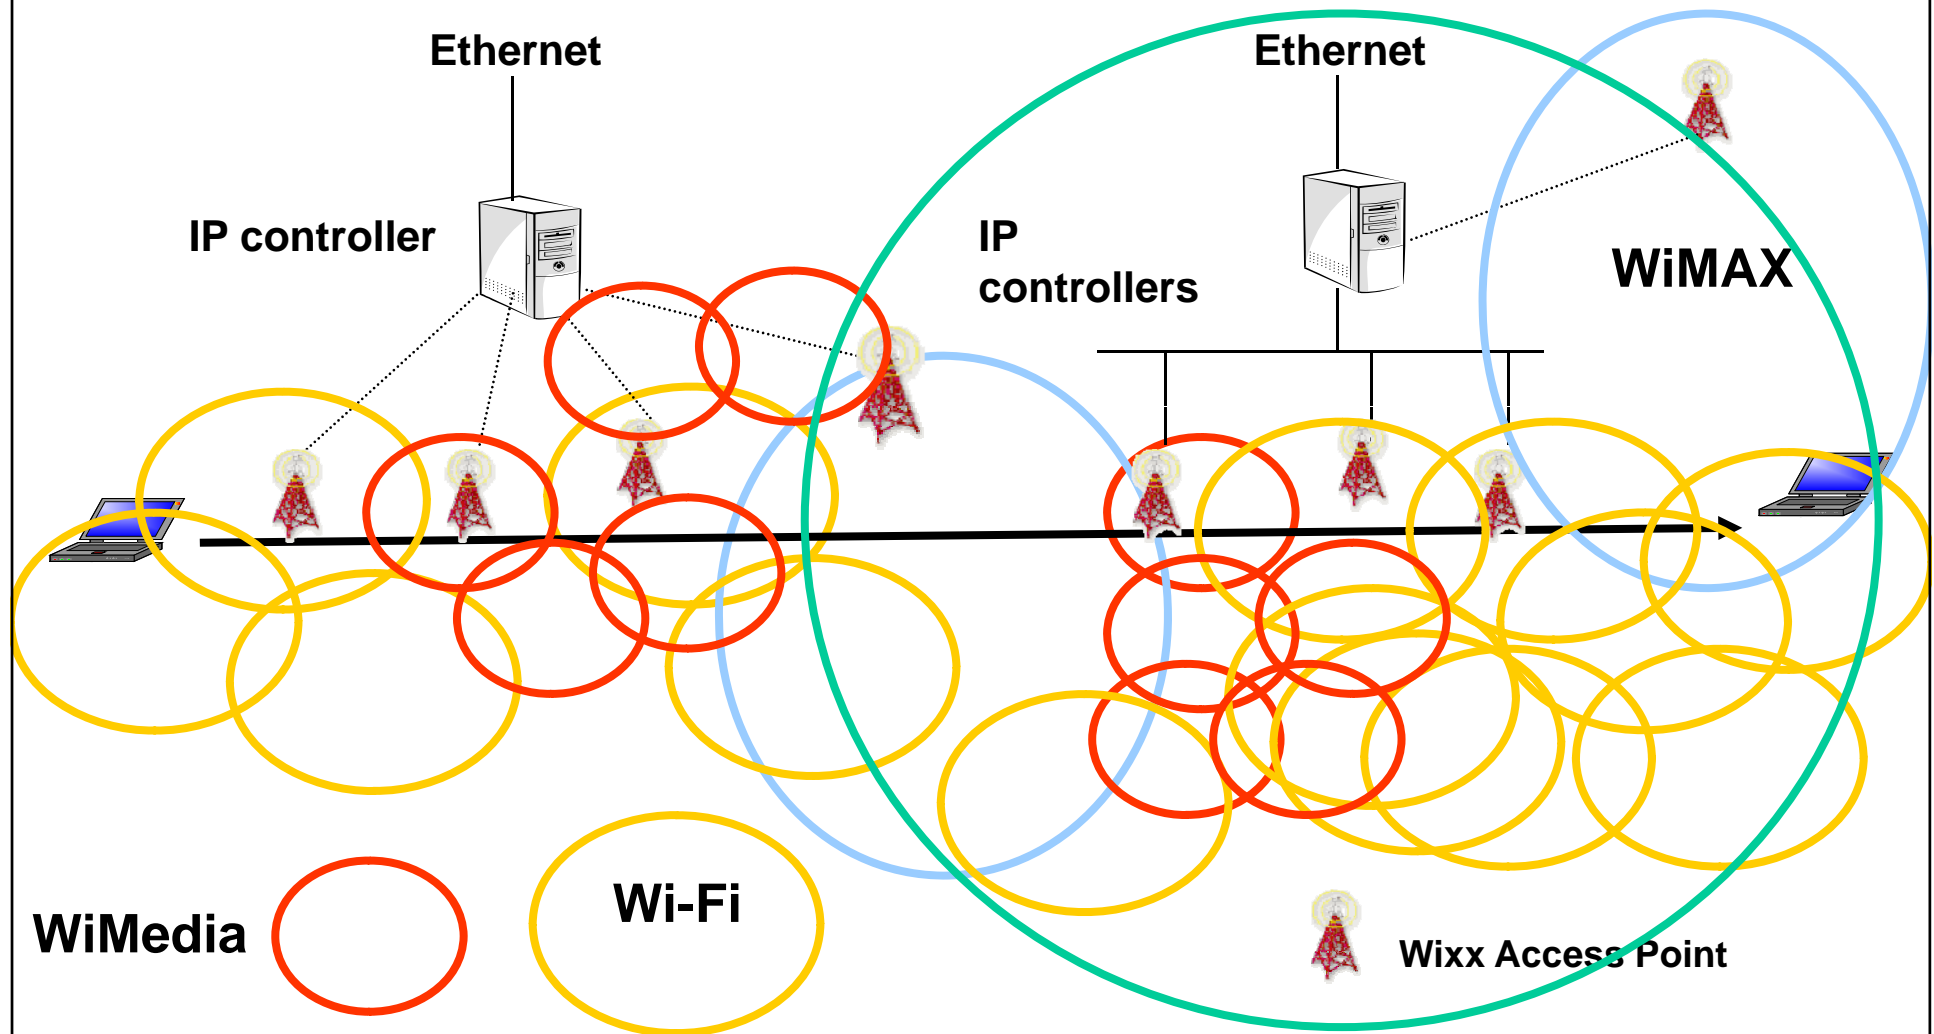 Ethernet
Ethernet
IP controller
IP
controllers
WiMAX
Wi-Fi
WiMedia
Wixx Access Point